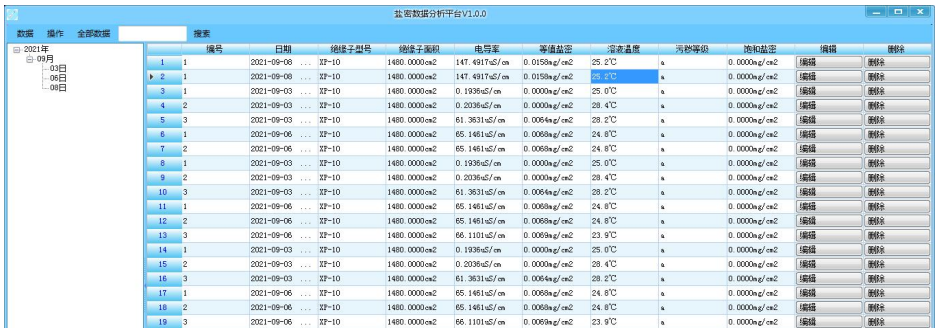 盐密数据分析平台V1.0.0
数据 操作 全部数据 搜索
2021年
09月
03日
06日
08日
编号 日期 绝缘子型号 绝缘子面积 电导率 等值盐密 溶液温度 污秽等级 饱和盐密 编辑 删除
1 1 2021-09-08 ... XP-10 1480.0000cm2 147.4917uS/cm 0.0158mg/cm2 25.2℃ a 0.0000mg/cm2 编辑 删除
2 1 2021-09-08 ... XP-10 1480.0000cm2 147.4917uS/cm 0.0158mg/cm2 25.2℃ a 0.0000mg/cm2 编辑 删除
3 1 2021-09-03 ... XP-10 1480.0000cm2 0.1936uS/cm 0.0000mg/cm2 25.0℃ a 0.0000mg/cm2 编辑 删除
4 2 2021-09-03 ... XP-10 1480.0000cm2 0.2036uS/cm 0.0000mg/cm2 28.4℃ a 0.0000mg/cm2 编辑 删除
5 3 2021-09-03 ... XP-10 1480.0000cm2 61.3631uS/cm 0.0064mg/cm2 28.2℃ a 0.0000mg/cm2 编辑 删除
6 1 2021-09-06 ... XP-10 1480.0000cm2 65.1461uS/cm 0.0068mg/cm2 24.8℃ a 0.0000mg/cm2 编辑 删除
7 2 2021-09-06 ... XP-10 1480.0000cm2 65.1461uS/cm 0.0068mg/cm2 24.8℃ a 0.0000mg/cm2 编辑 删除
8 1 2021-09-03 ... XP-10 1480.0000cm2 0.1936uS/cm 0.0000mg/cm2 25.0℃ a 0.0000mg/cm2 编辑 删除
9 2 2021-09-03 ... XP-10 1480.0000cm2 0.2036uS/cm 0.0000mg/cm2 28.4℃ a 0.0000mg/cm2 编辑 删除
10 3 2021-09-03 ... XP-10 1480.0000cm2 61.3631uS/cm 0.0064mg/cm2 28.2℃ a 0.0000mg/cm2 编辑 删除
11 1 2021-09-06 ... XP-10 1480.0000cm2 65.1461uS/cm 0.0068mg/cm2 24.8℃ a 0.0000mg/cm2 编辑 删除
12 2 2021-09-06 ... XP-10 1480.0000cm2 65.1461uS/cm 0.0068mg/cm2 24.8℃ a 0.0000mg/cm2 编辑 删除
13 3 2021-09-06 ... XP-10 1480.0000cm2 66.1101uS/cm 0.0069mg/cm2 23.9℃ a 0.0000mg/cm2 编辑 删除
14 1 2021-09-03 ... XP-10 1480.0000cm2 0.1936uS/cm 0.0000mg/cm2 25.0℃ a 0.0000mg/cm2 编辑 删除
15 2 2021-09-03 ... XP-10 1480.0000cm2 0.2036uS/cm 0.0000mg/cm2 28.4℃ a 0.0000mg/cm2 编辑 删除
16 3 2021-09-03 ... XP-10 1480.0000cm2 61.3631uS/cm 0.0064mg/cm2 28.2℃ a 0.0000mg/cm2 编辑 删除
17 1 2021-09-06 ... XP-10 1480.0000cm2 65.1461uS/cm 0.0068mg/cm2 24.8℃ a 0.0000mg/cm2 编辑 删除
18 2 2021-09-06 ... XP-10 1480.0000cm2 65.1461uS/cm 0.0068mg/cm2 24.8℃ a 0.0000mg/cm2 编辑 删除
19 3 2021-09-06 ... XP-10 1480.0000cm2 66.1101uS/cm 0.0069mg/cm2 23.9℃ a 0.0000mg/cm2 编辑 删除